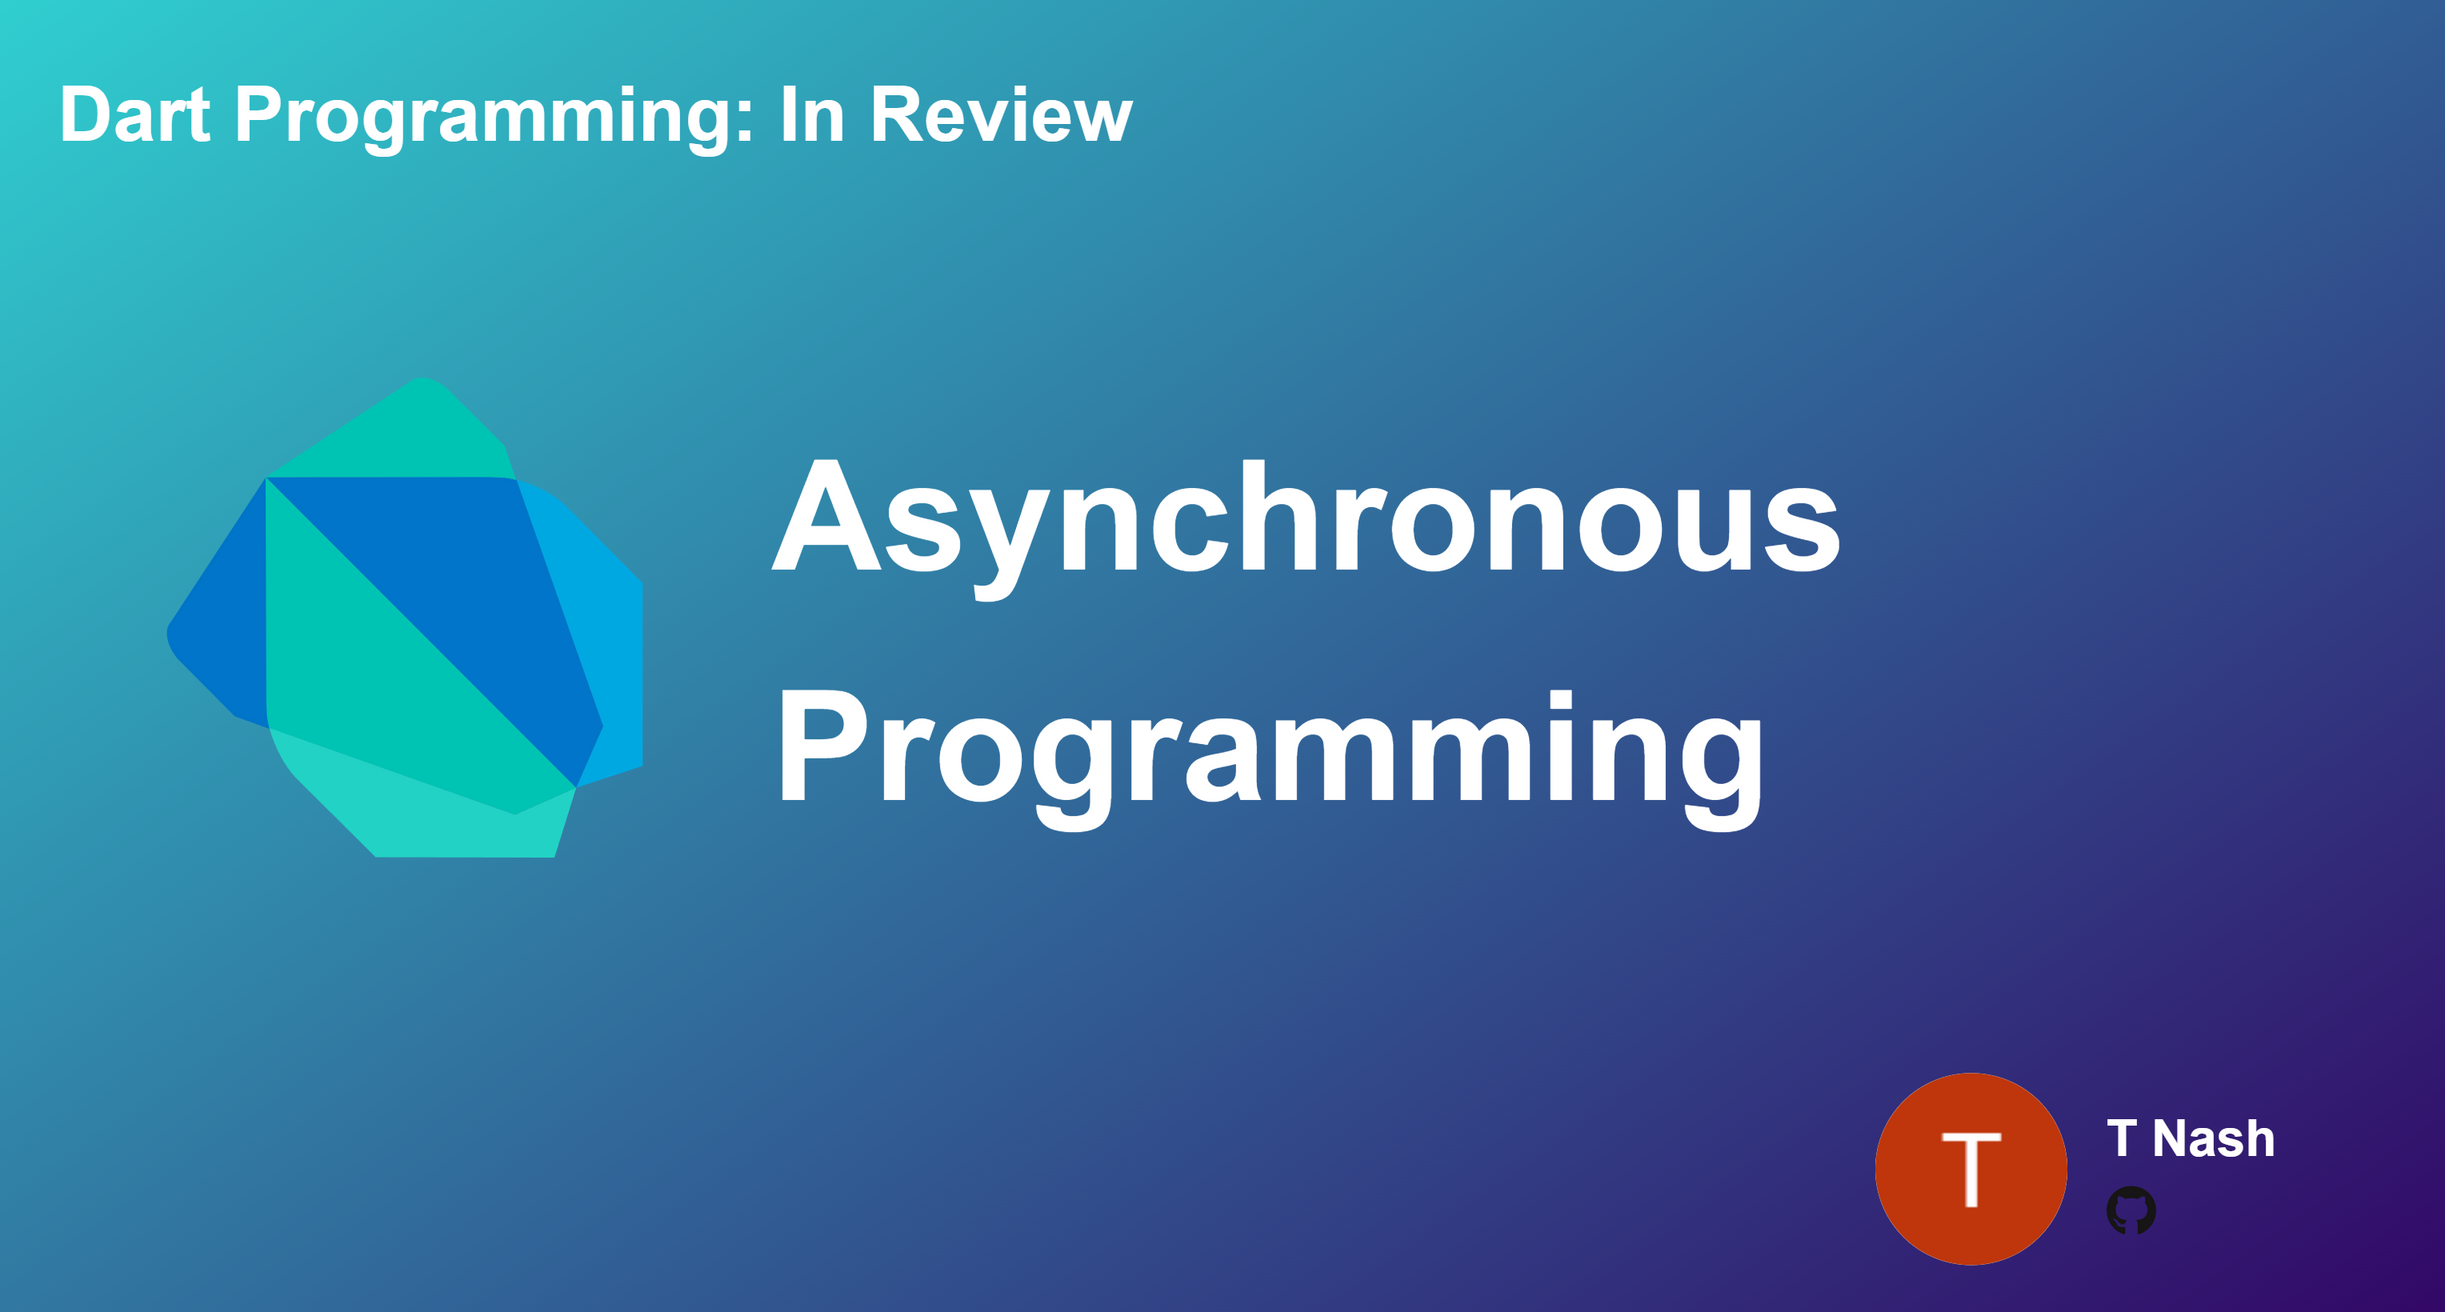 Dart Programming: In Review
Asynchronous
Programming
T
T Nash